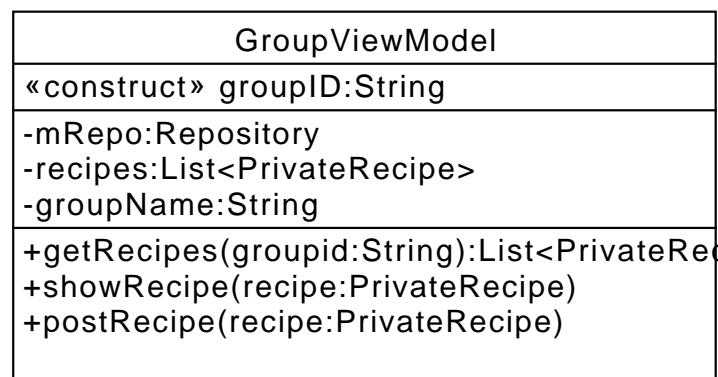 GroupViewModel
«construct» groupID:String
-mRepo:Repository
-recipes:List<PrivateRecipe>
-groupName:String
+getRecipes(groupid:String):List<PrivateRe
+showRecipe(recipe:PrivateRecipe)
+postRecipe(recipe:PrivateRecipe)